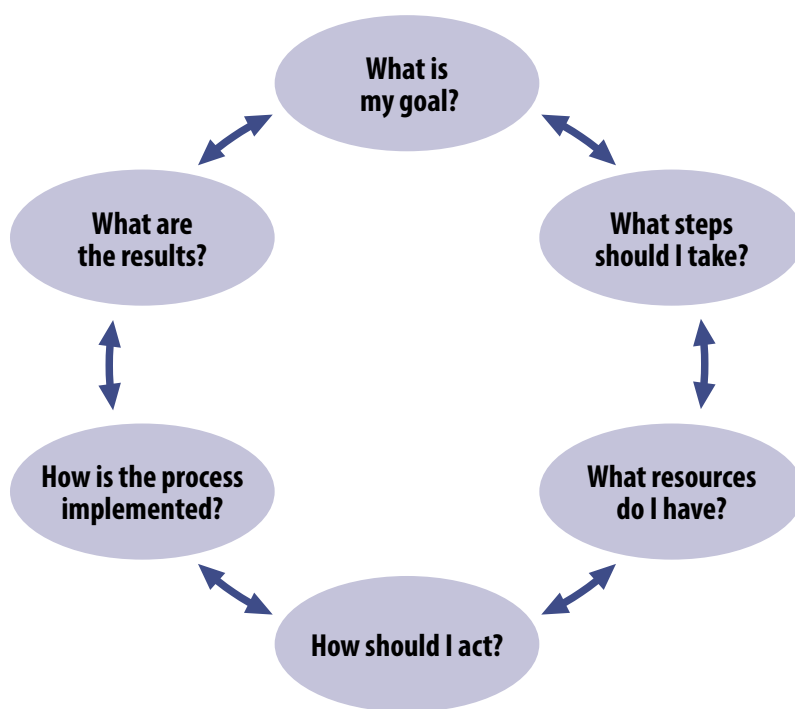 What is
my goal?
What steps
should I take?
What resources
do I have?
How should I act?
How is the process
implemented?
What are
the results?